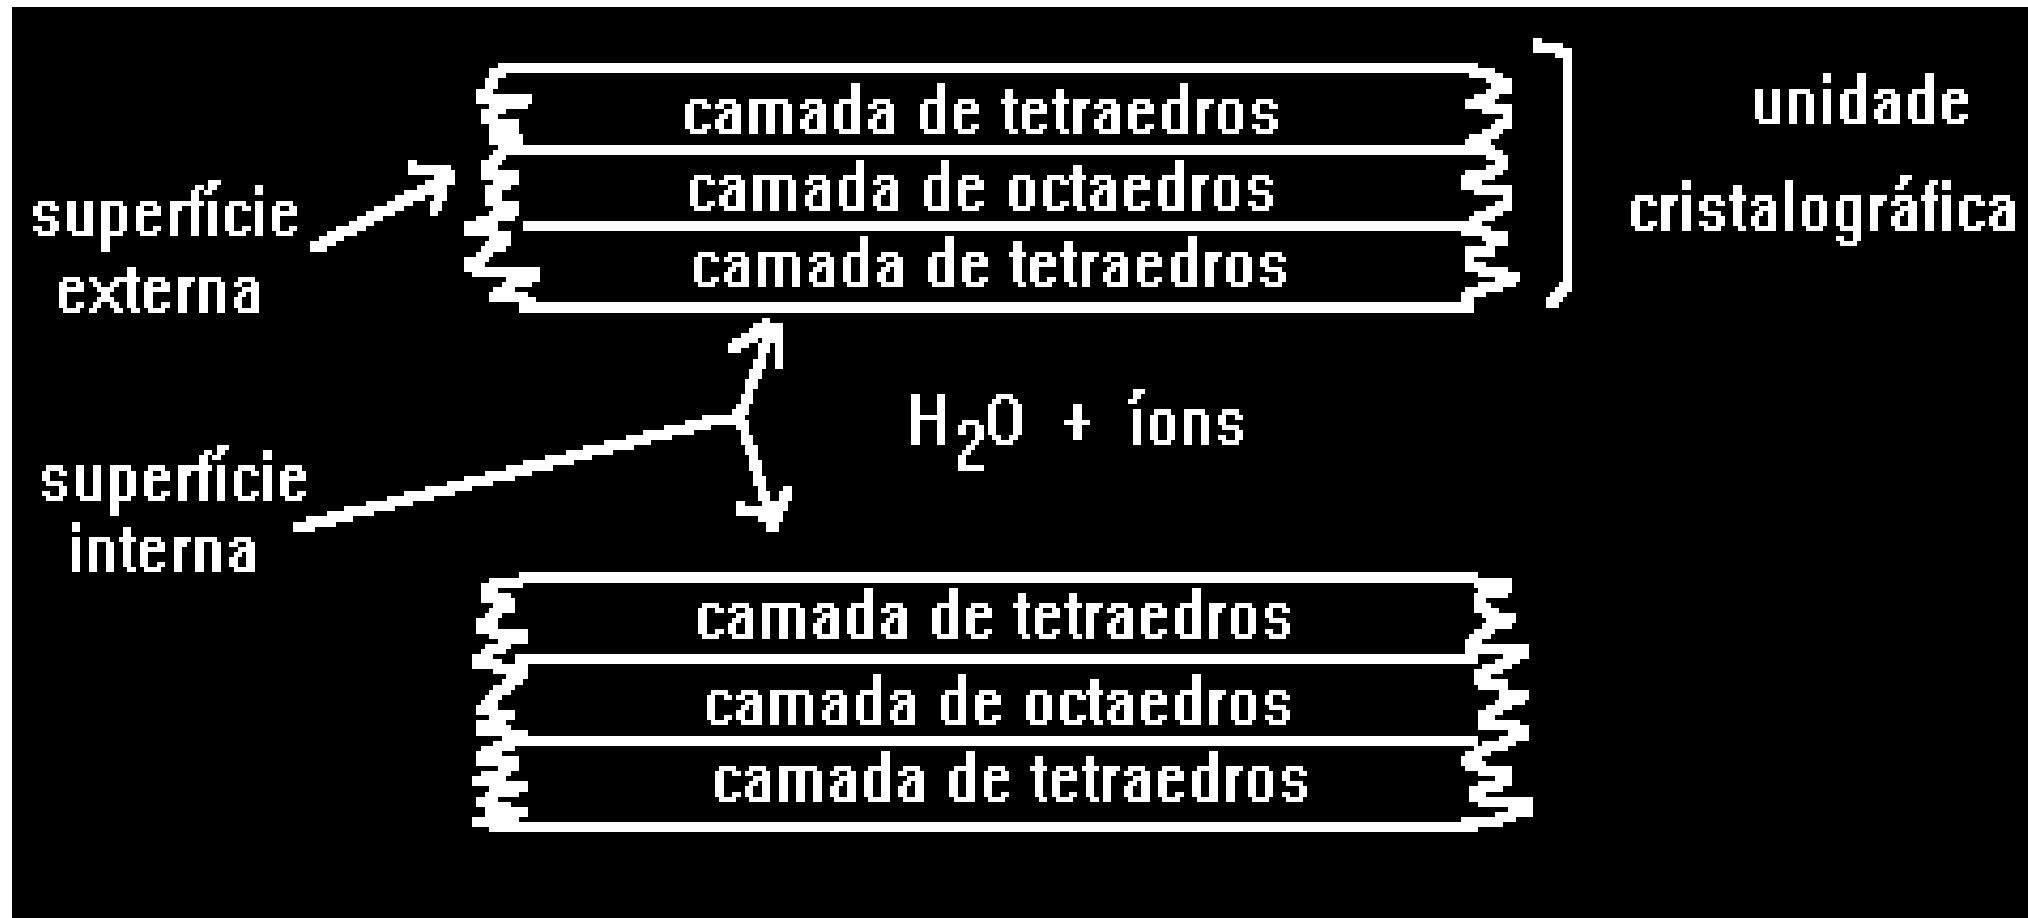 camada de tetraedros
camada de octaedros
camada de tetraedros
unidade
cristalográfica
superfície
externa
H₂O + íons
superfície
interna
camada de tetraedros
camada de octaedros
camada de tetraedros